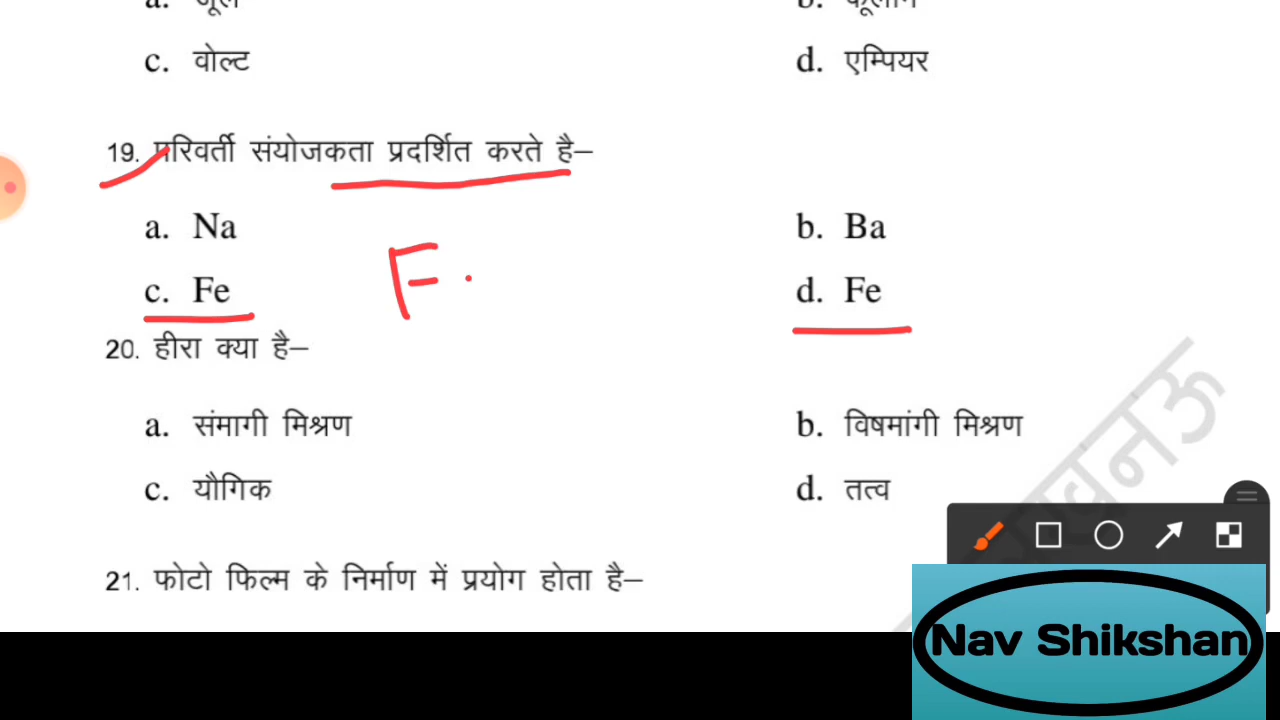 c. वोल्ट d. एम्पियर
19. परिवर्ती संयोजकता प्रदर्शित करते है–
a. Na b. Ba
c. Fe d. Fe
F
20. हीरा क्या है–
a. संमागी मिश्रण b. विषमांगी मिश्रण
c. यौगिक d. तत्व
21. फोटो फिल्म के निर्माण में प्रयोग होता है–
Nav Shikshan